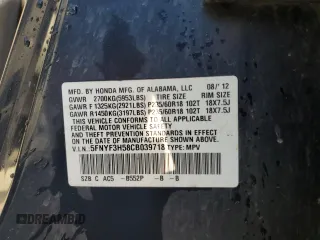 MFD. BY HONDA MFG. OF ALABAMA, LLC 08/'12
GVWR 2700KG(5953LBS) TIRE SIZE RIM SIZE
GAWR F 1325KG(2921LBS) P235/60R18 102T 18X7.5J
GAWR R 1450KG(3197LBS) P235/60R18 102T 18X7.5J
THIS VEHICLE CONFORMS TO ALL APPLICABLE
FEDERAL MOTOR VEHICLE SAFETY AND
THEFT PREVENTION STANDARDS IN EFFECT
ON THE DATE OF MANUFACTURE SHOWN ABOVE.
V.I.N.:5FNYF3H58CB039718 TYPE: MPV
SZB C AC5 -B552P -B -B